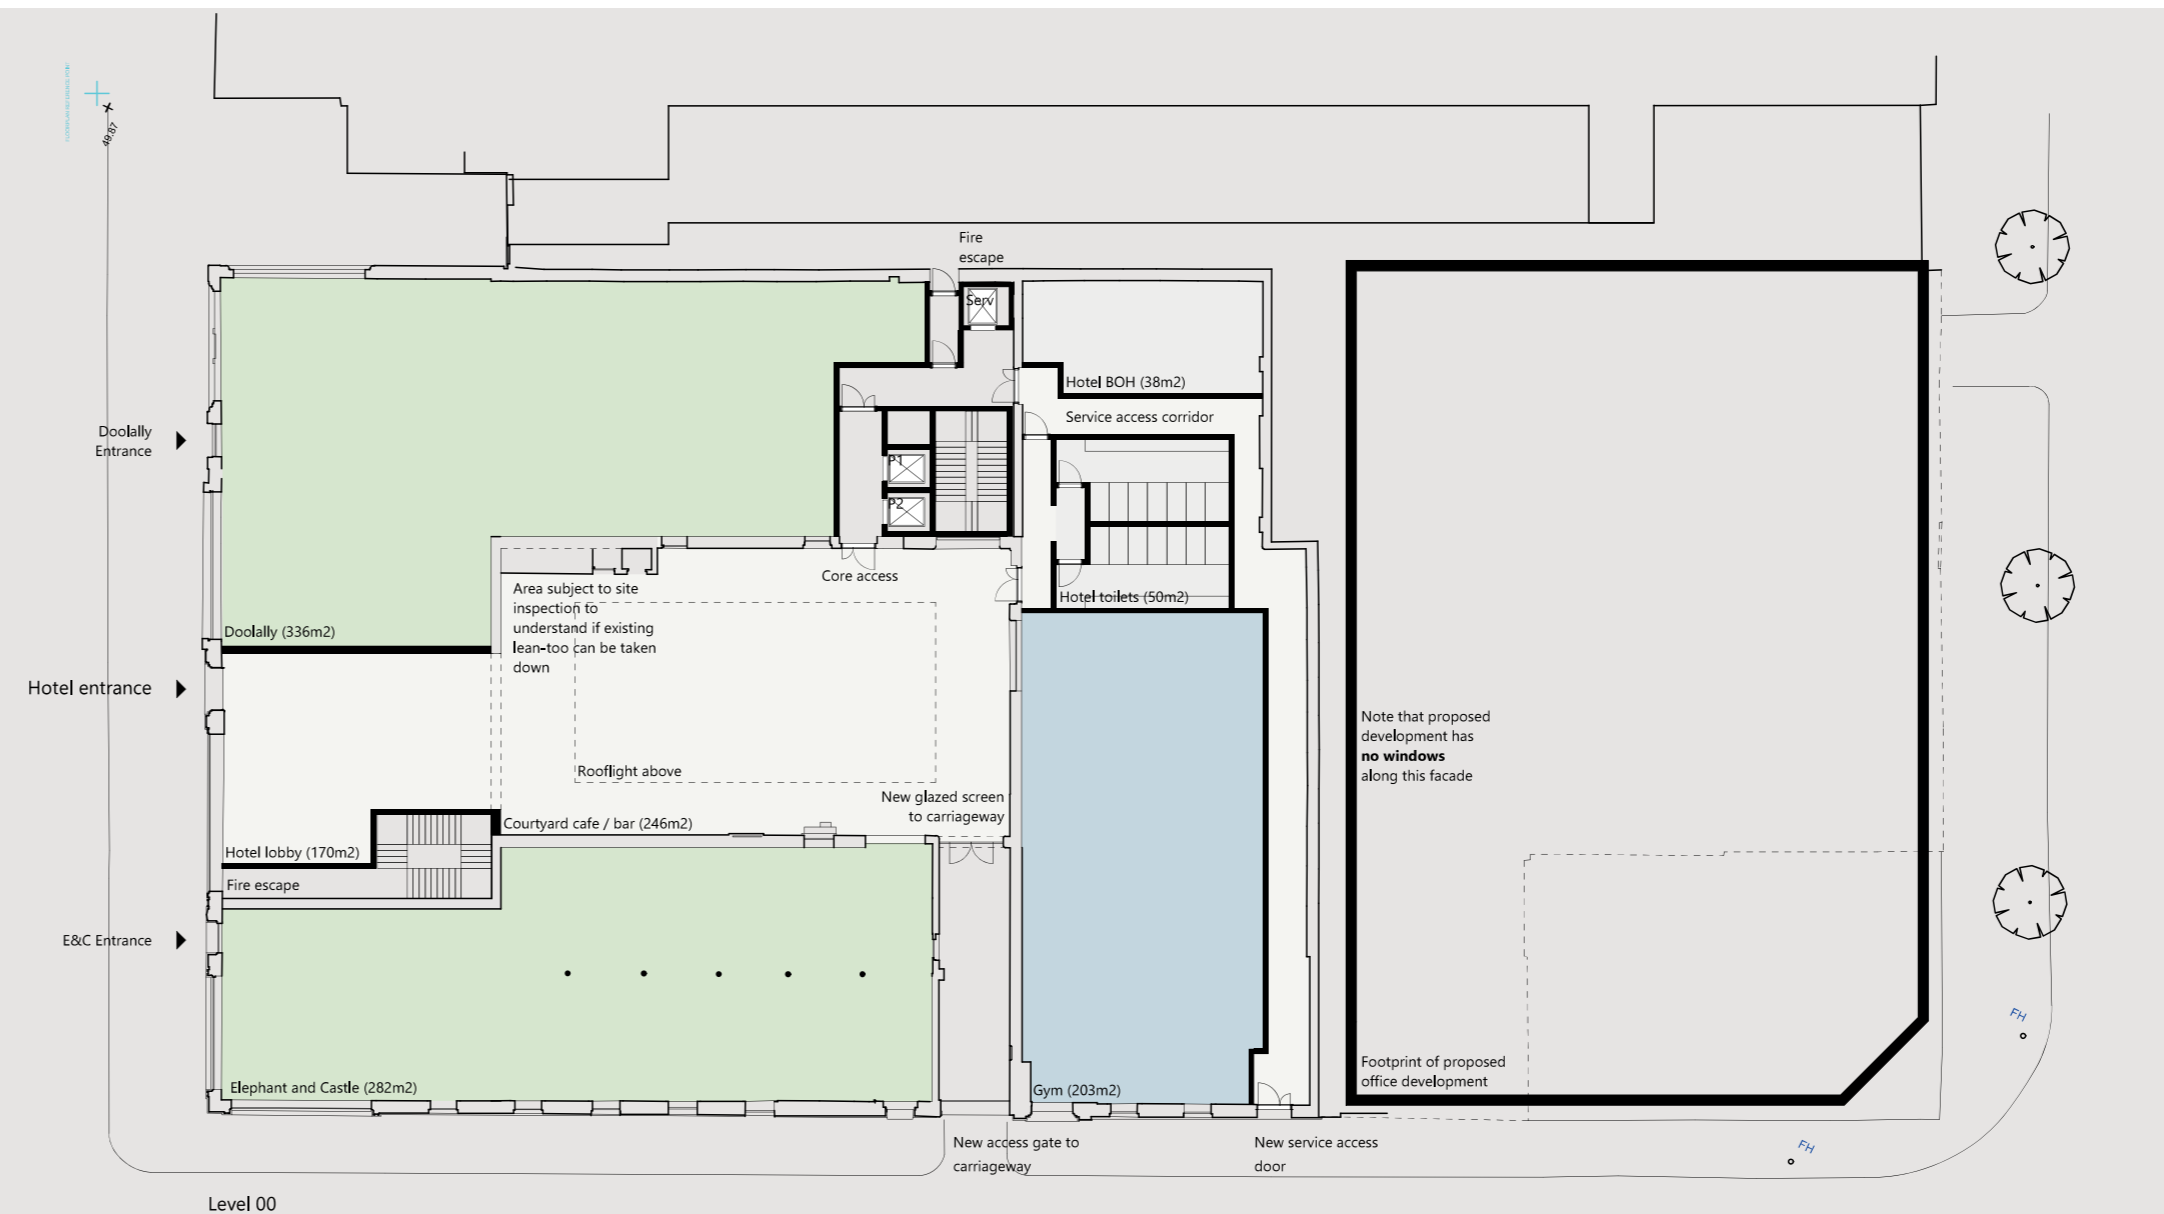 49.87
Fire
escape
Serv
Hotel BOH (38m2)
Service access corridor
Doolally
Entrance
P1
P2
Core access
Area subject to site
inspection to
understand if existing
lean-too can be taken
down
Hotel toilets (50m2)
Doolally (336m2)
Hotel entrance
Note that proposed
development has
no windows
along this facade
Rooflight above
New glazed screen
to carriageway
Courtyard cafe / bar (246m2)
Hotel lobby (170m2)
Fire escape
E&C Entrance
FH
Footprint of proposed
office development
Elephant and Castle (282m2)
Gym (203m2)
New access gate to
carriageway
New service access
door
FH
Level 00